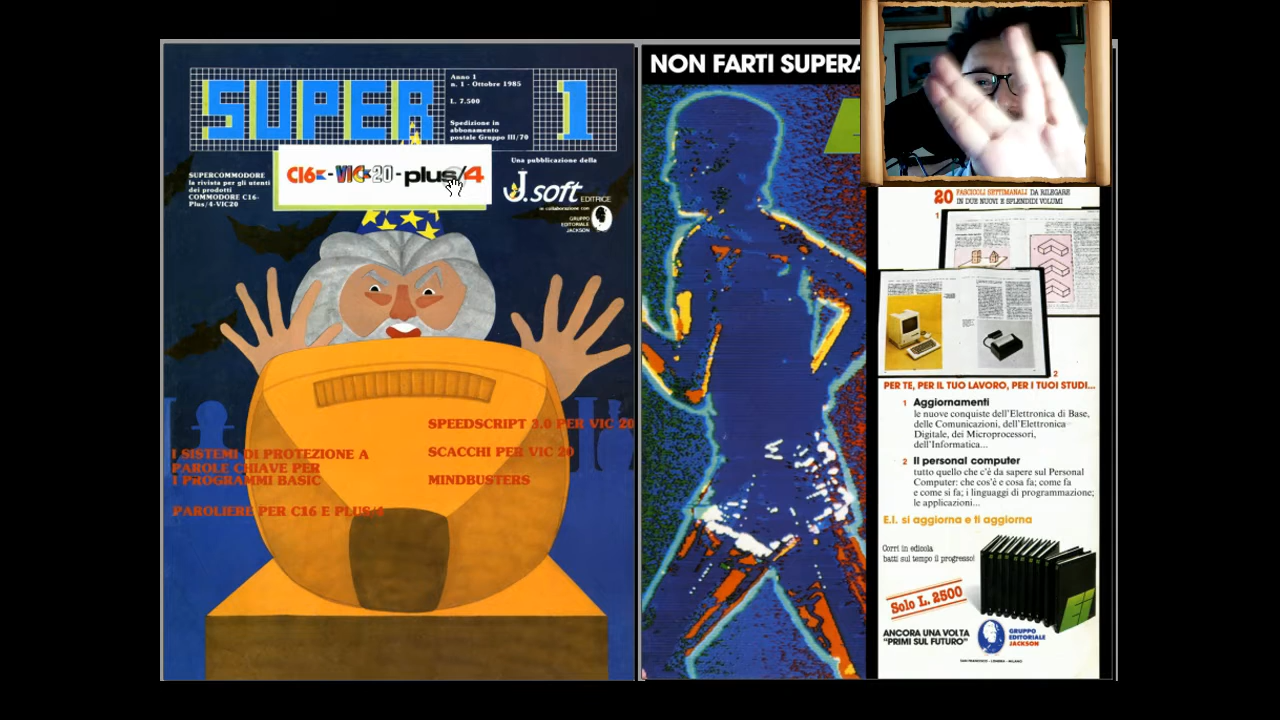 SUPER 1
Anno 1
n. 1 - Ottobre 1985
L. 7.500
Spedizione in
abbonamento
postale Gruppo III/70
SUPERCOMMODORE
la rivista per gli utenti
dei prodotti
COMMODORE C16-
Plus/4-VIC20
C16 - VIC-20 - plus/4
Una pubblicazione della
J.soft
EDITRICE
in collaborazione con
GRUPPO
EDITORIALE
JACKSON
SPEEDSCRIPT 3.0 PER VIC 20
SCACCHI PER VIC 20
MINDBUSTERS
I SISTEMI DI PROTEZIONE A
PAROLE CHIAVE PER
I PROGRAMMI BASIC
PAROLIERE PER C16 E PLUS/4
NON FARTI SUPERA
20 FASCICOLI SETTIMANALI DA RILEGARE
IN DUE NUOVI E SPLENDIDI VOLUMI
1
2
PER TE, PER IL TUO LAVORO, PER I TUOI STUDI...
1 Aggiornamenti
le nuove conquiste dell'Elettronica di Base,
delle Comunicazioni, dell'Elettronica
Digitale, dei Microprocessori,
dell'Informatica...
2 Il personal computer
tutto quello che c'è da sapere sul Personal
Computer: che cos'è e cosa fa; come fa
e come si fa; i linguaggi di programmazione;
le applicazioni...
E.I. si aggiorna e ti aggiorna
Corri in edicola
batti sul tempo il progresso!
Solo L. 2500
ANCORA UNA VOLTA
"PRIMI SUL FUTURO"
GRUPPO
EDITORIALE
JACKSON
SAN FRANCISCO - LONDRA - MILANO